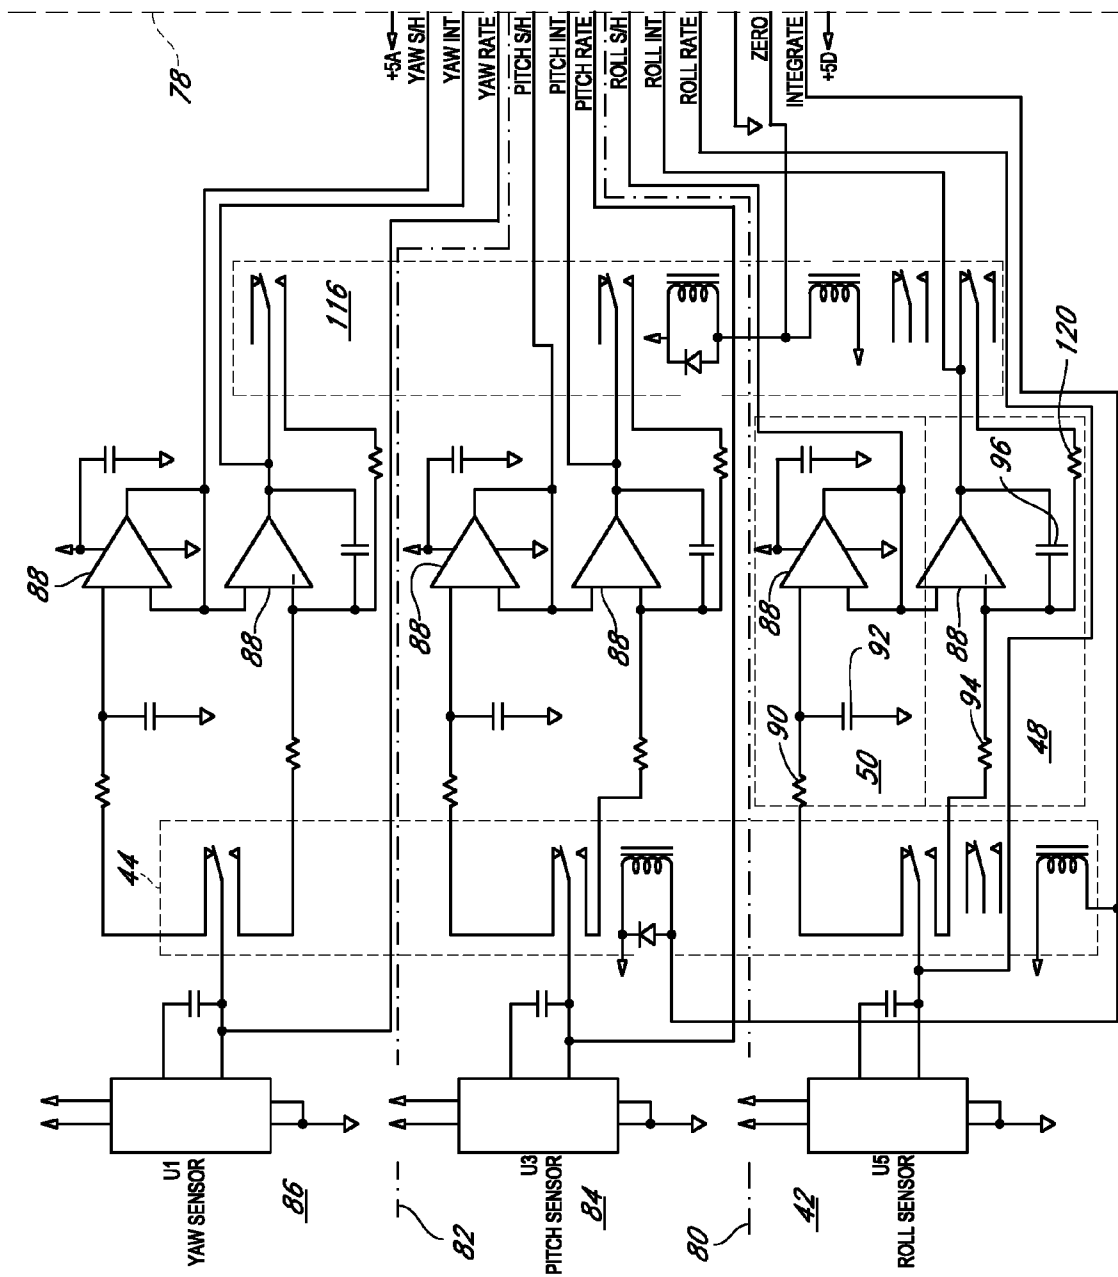 78
+5A
YAW S/H
YAW INT
YAW RATE
PITCH S/H
PITCH INT
PITCH RATE
ROLL S/H
ROLL INT
ROLL RATE
ZERO
INTEGRATE
+5D
116
120
88
88
88
88
88
88
96
92
90
94
50
48
44
U1
YAW SENSOR
86
82
U3
PITCH SENSOR
84
80
U5
ROLL SENSOR
42